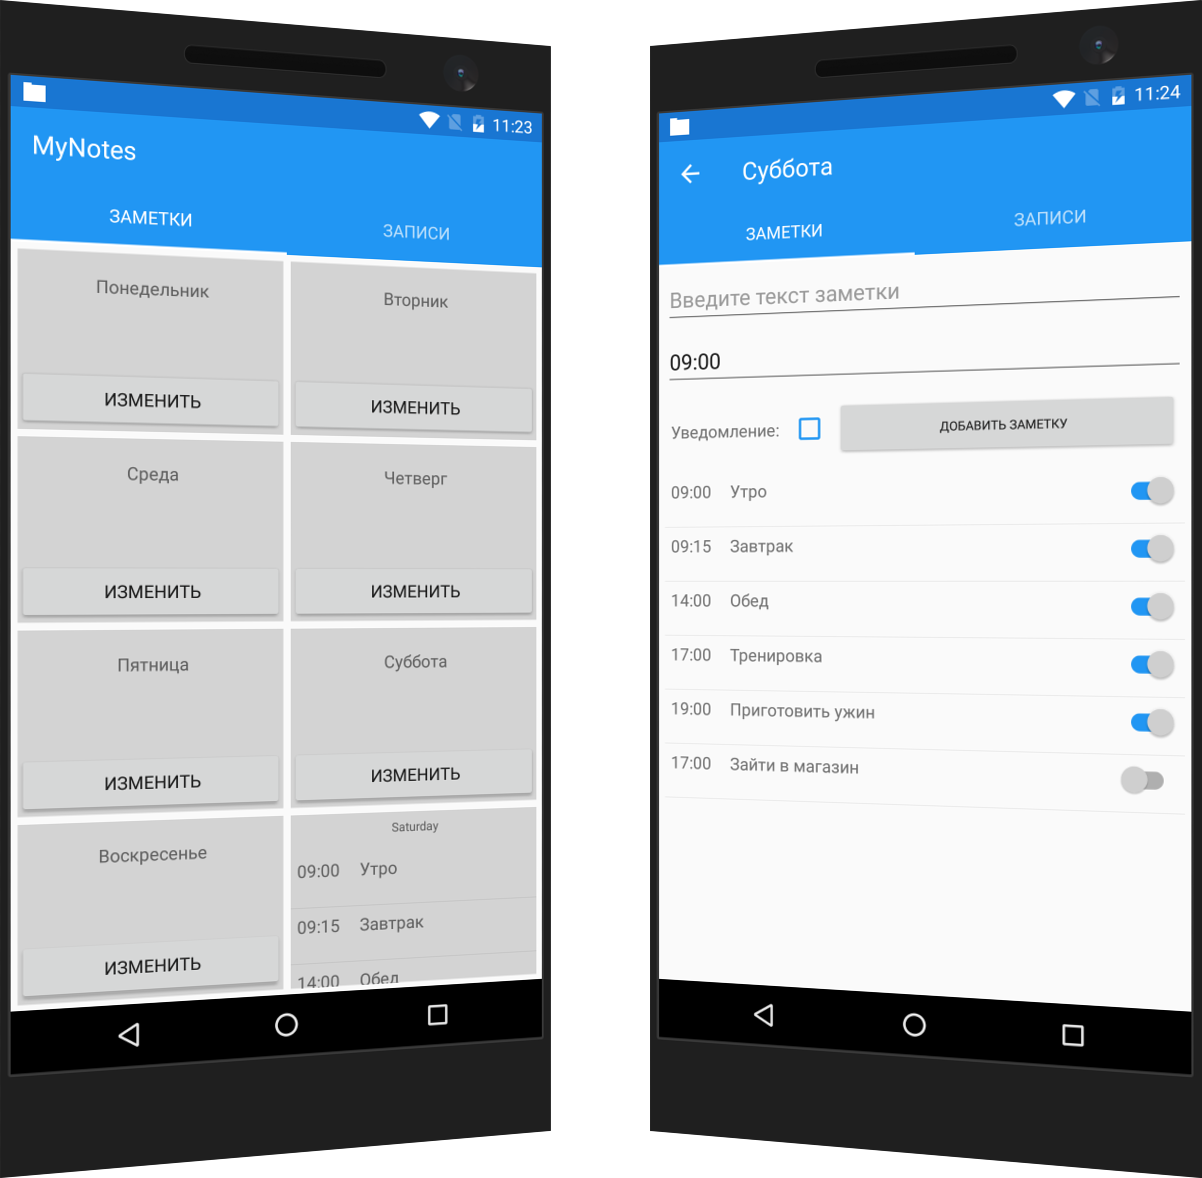 11:23
MyNotes
ЗАМЕТКИ
ЗАПИСИ
Понедельник
Вторник
ИЗМЕНИТЬ
ИЗМЕНИТЬ
Среда
Четверг
ИЗМЕНИТЬ
ИЗМЕНИТЬ
Пятница
Суббота
ИЗМЕНИТЬ
ИЗМЕНИТЬ
Воскресенье
ИЗМЕНИТЬ
Saturday
09:00 Утро
09:15 Завтрак
14:00 Обед
11:24
Суббота
ЗАМЕТКИ
ЗАПИСИ
Введите текст заметки
09:00
Уведомление:
ДОБАВИТЬ ЗАМЕТКУ
09:00 Утро
09:15 Завтрак
14:00 Обед
17:00 Тренировка
19:00 Приготовить ужин
17:00 Зайти в магазин